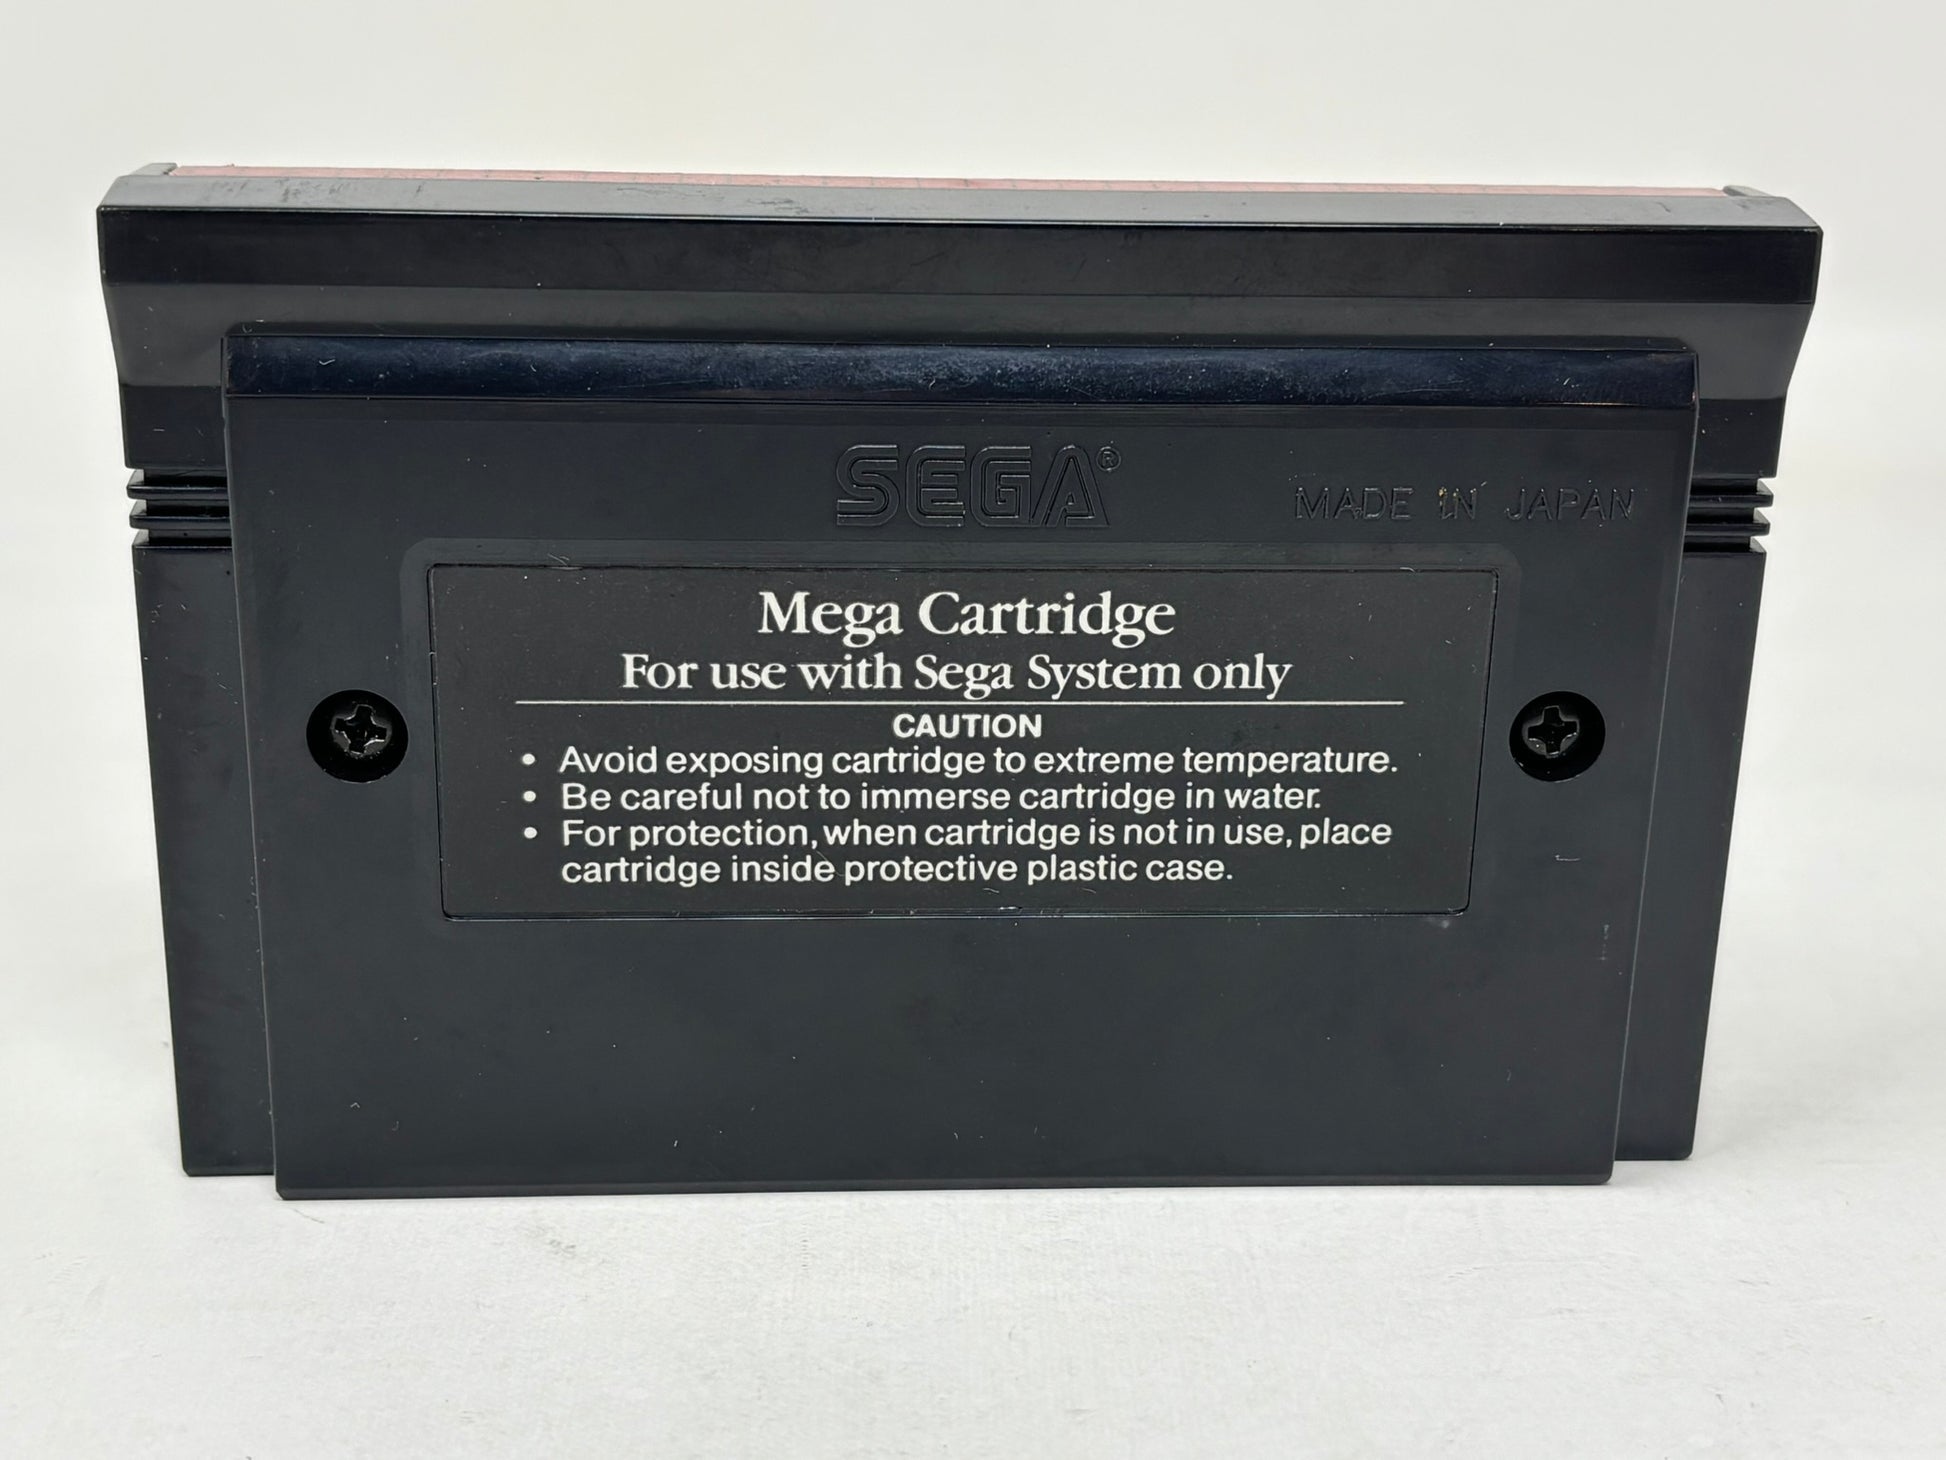 SEGA®
MADE IN JAPAN
Mega Cartridge
For use with Sega System only
CAUTION
• Avoid exposing cartridge to extreme temperature.
• Be careful not to immerse cartridge in water.
• For protection, when cartridge is not in use, place
cartridge inside protective plastic case.